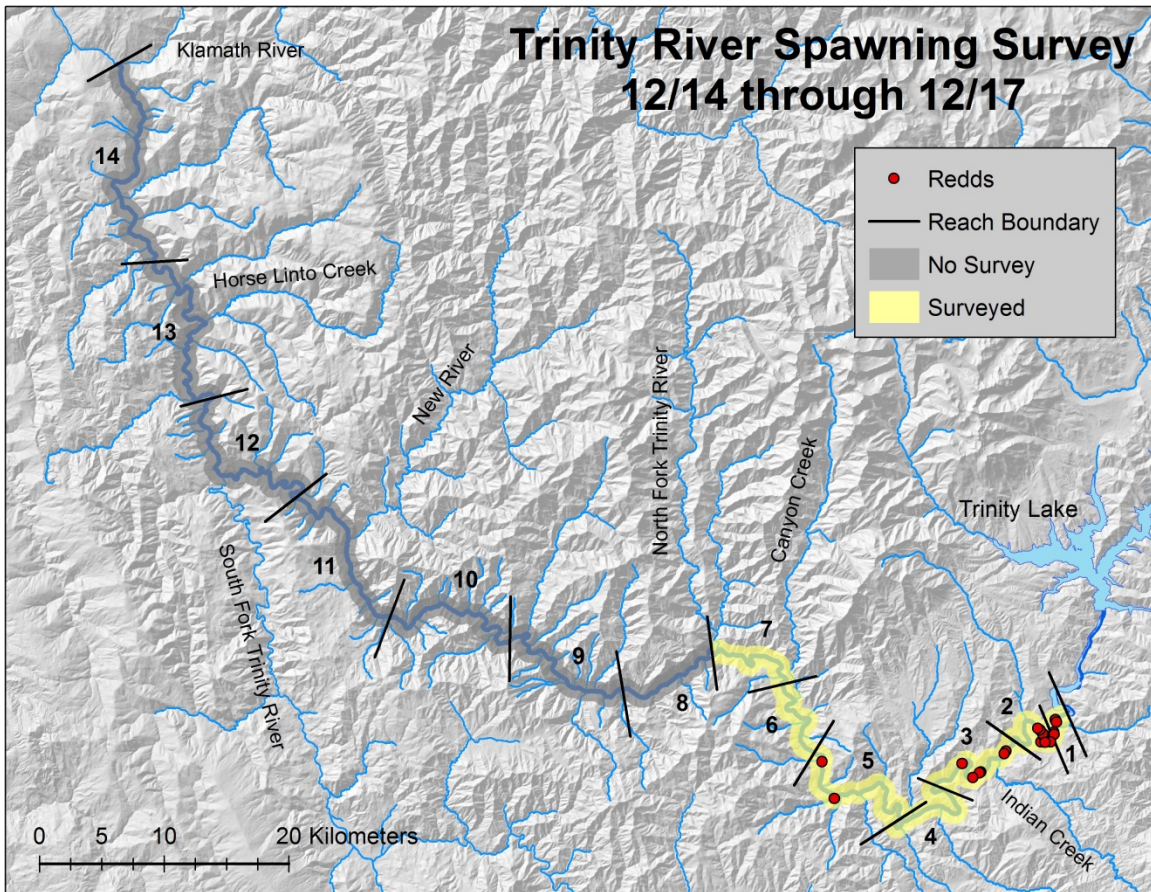 Trinity River Spawning Survey
12/14 through 12/17
Klamath River
Redds
Reach Boundary
No Survey
Surveyed
14
Horse Linto Creek
13
New River
North Fork Trinity River
12
Canyon Creek
Trinity Lake
South Fork Trinity River
11
10
9
8
7
6
5
4
3
2
1
Indian Creek
0 5 10 20 Kilometers